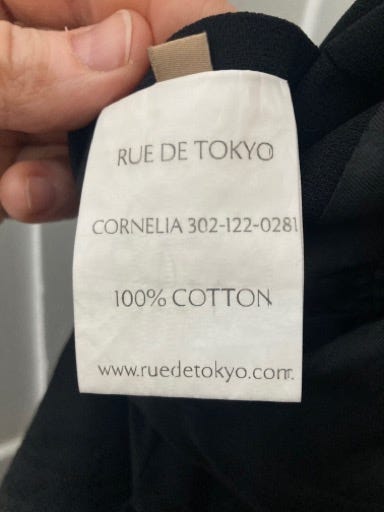 RUE DE TOKYO
CORNELIA 302-122-0281
100% COTTON
www.ruedetokyo.com